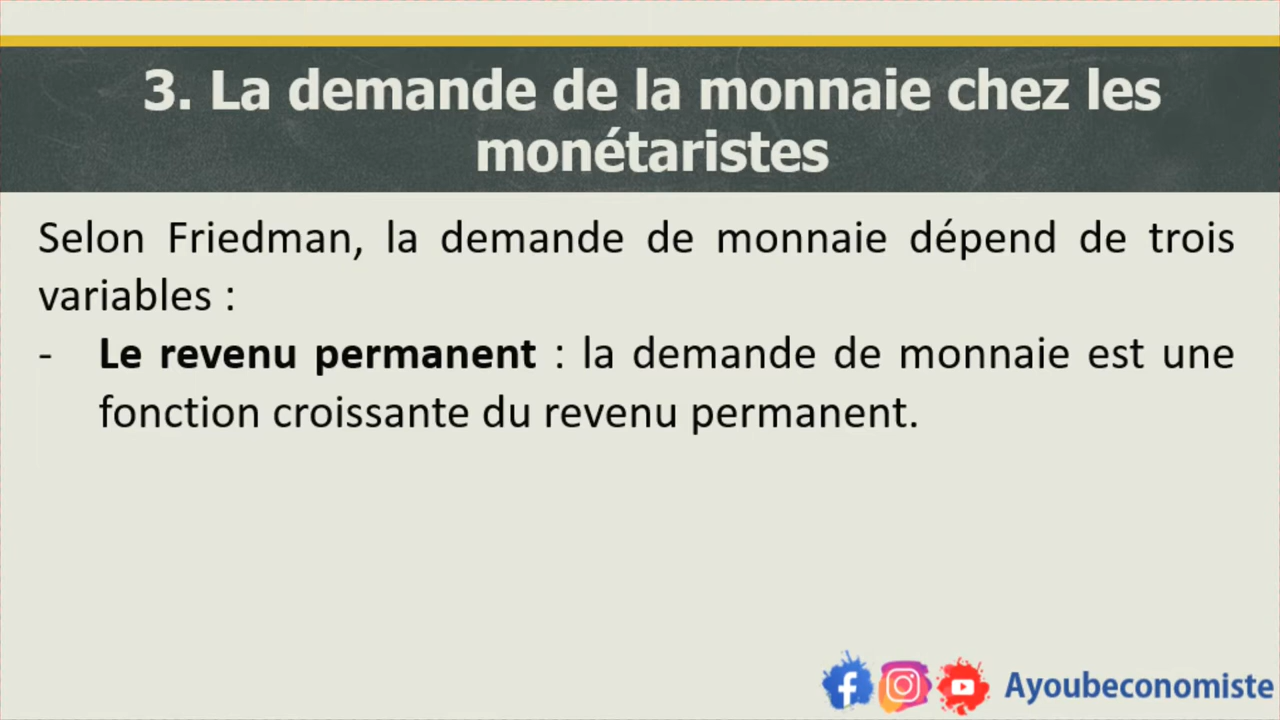 3. La demande de la monnaie chez les
monétaristes
Selon Friedman, la demande de monnaie dépend de trois
variables :
- Le revenu permanent : la demande de monnaie est une
fonction croissante du revenu permanent.
Ayoubeconomiste